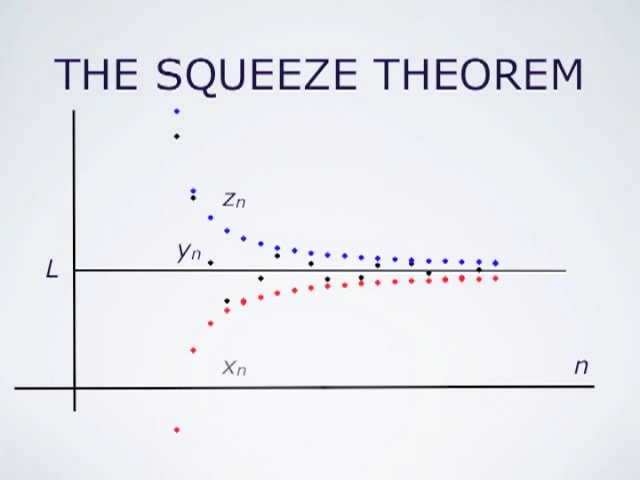 THE SQUEEZE THEOREM
zₙ
yₙ
L
xₙ
n